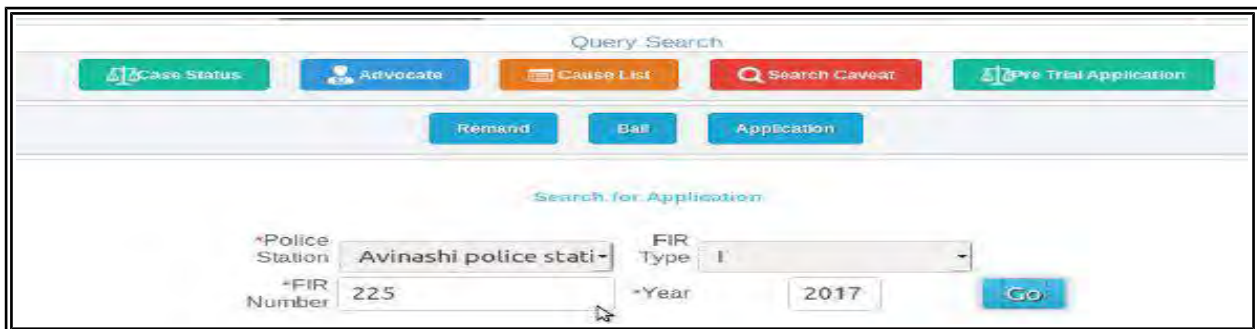 Query Search
Case Status Advocate Cause List Search Caveat Pre Trial Application
Remand Bail Application
Search for Application
*Police Station Avinashi police stati FIR Type I
*FIR Number 225 *Year 2017 Go